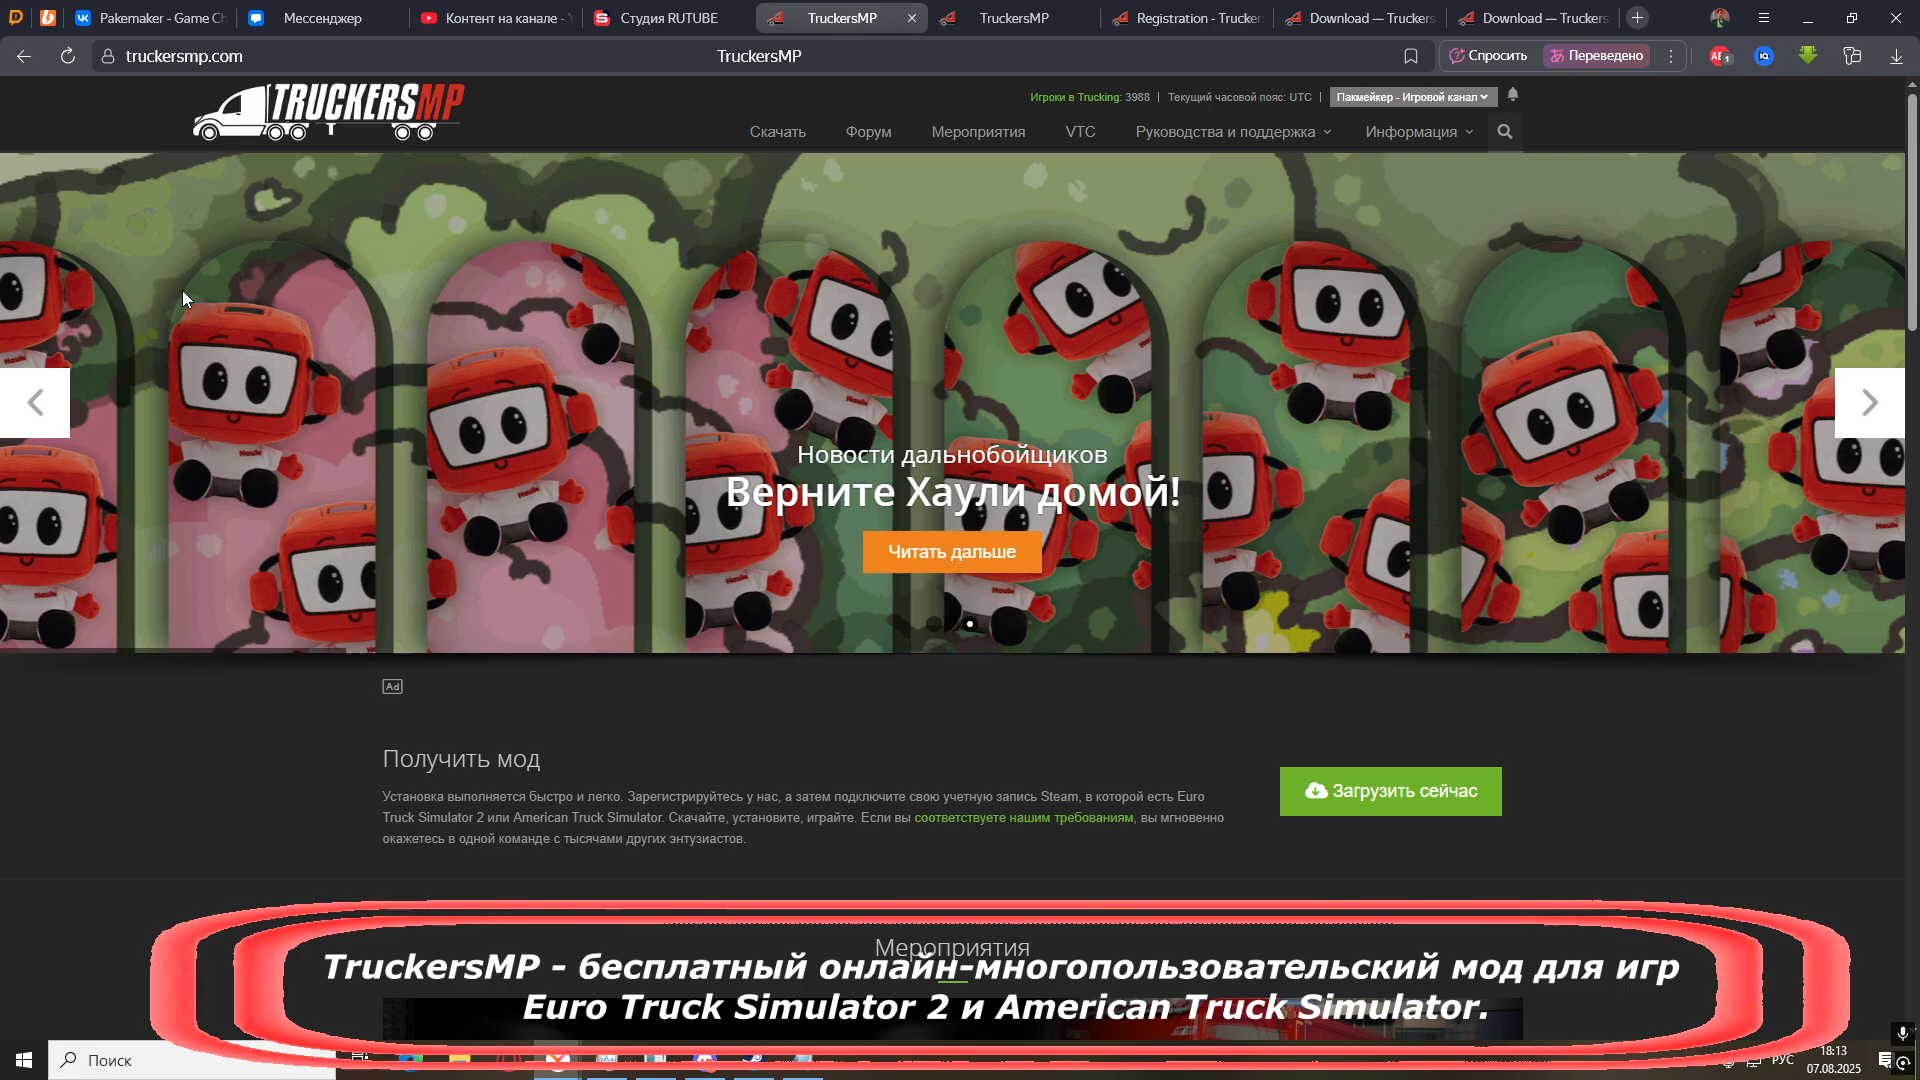 Pakemaker - Game Ch
Мессенджер
Контент на канале -
Студия RUTUBE
TruckersMP
TruckersMP
Registration - Trucker
Download — Truckers
Download — Truckers
truckersmp.com
TruckersMP
Спросить
Переведено
TRUCKERSMP
Игроки в Trucking: 3988 | Текущий часовой пояс: UTC |
Пакмейкер - Игровой канал
Скачать
Форум
Мероприятия
VTC
Руководства и поддержка
Информация
Новости дальнобойщиков
Верните Хаули домой!
Читать дальше
Ad
Получить мод
Установка выполняется быстро и легко. Зарегистрируйтесь у нас, а затем подключите свою учетную запись Steam, в которой есть Euro
Truck Simulator 2 или American Truck Simulator. Скачайте, установите, играйте. Если вы соответствуете нашим требованиям, вы мгновенно
окажетесь в одной команде с тысячами других энтузиастов.
Загрузить сейчас
Мероприятия
TruckersMP - бесплатный онлайн-многопользовательский мод для игр
Euro Truck Simulator 2 и American Truck Simulator.
Поиск
РУС
18:13
07.08.2025